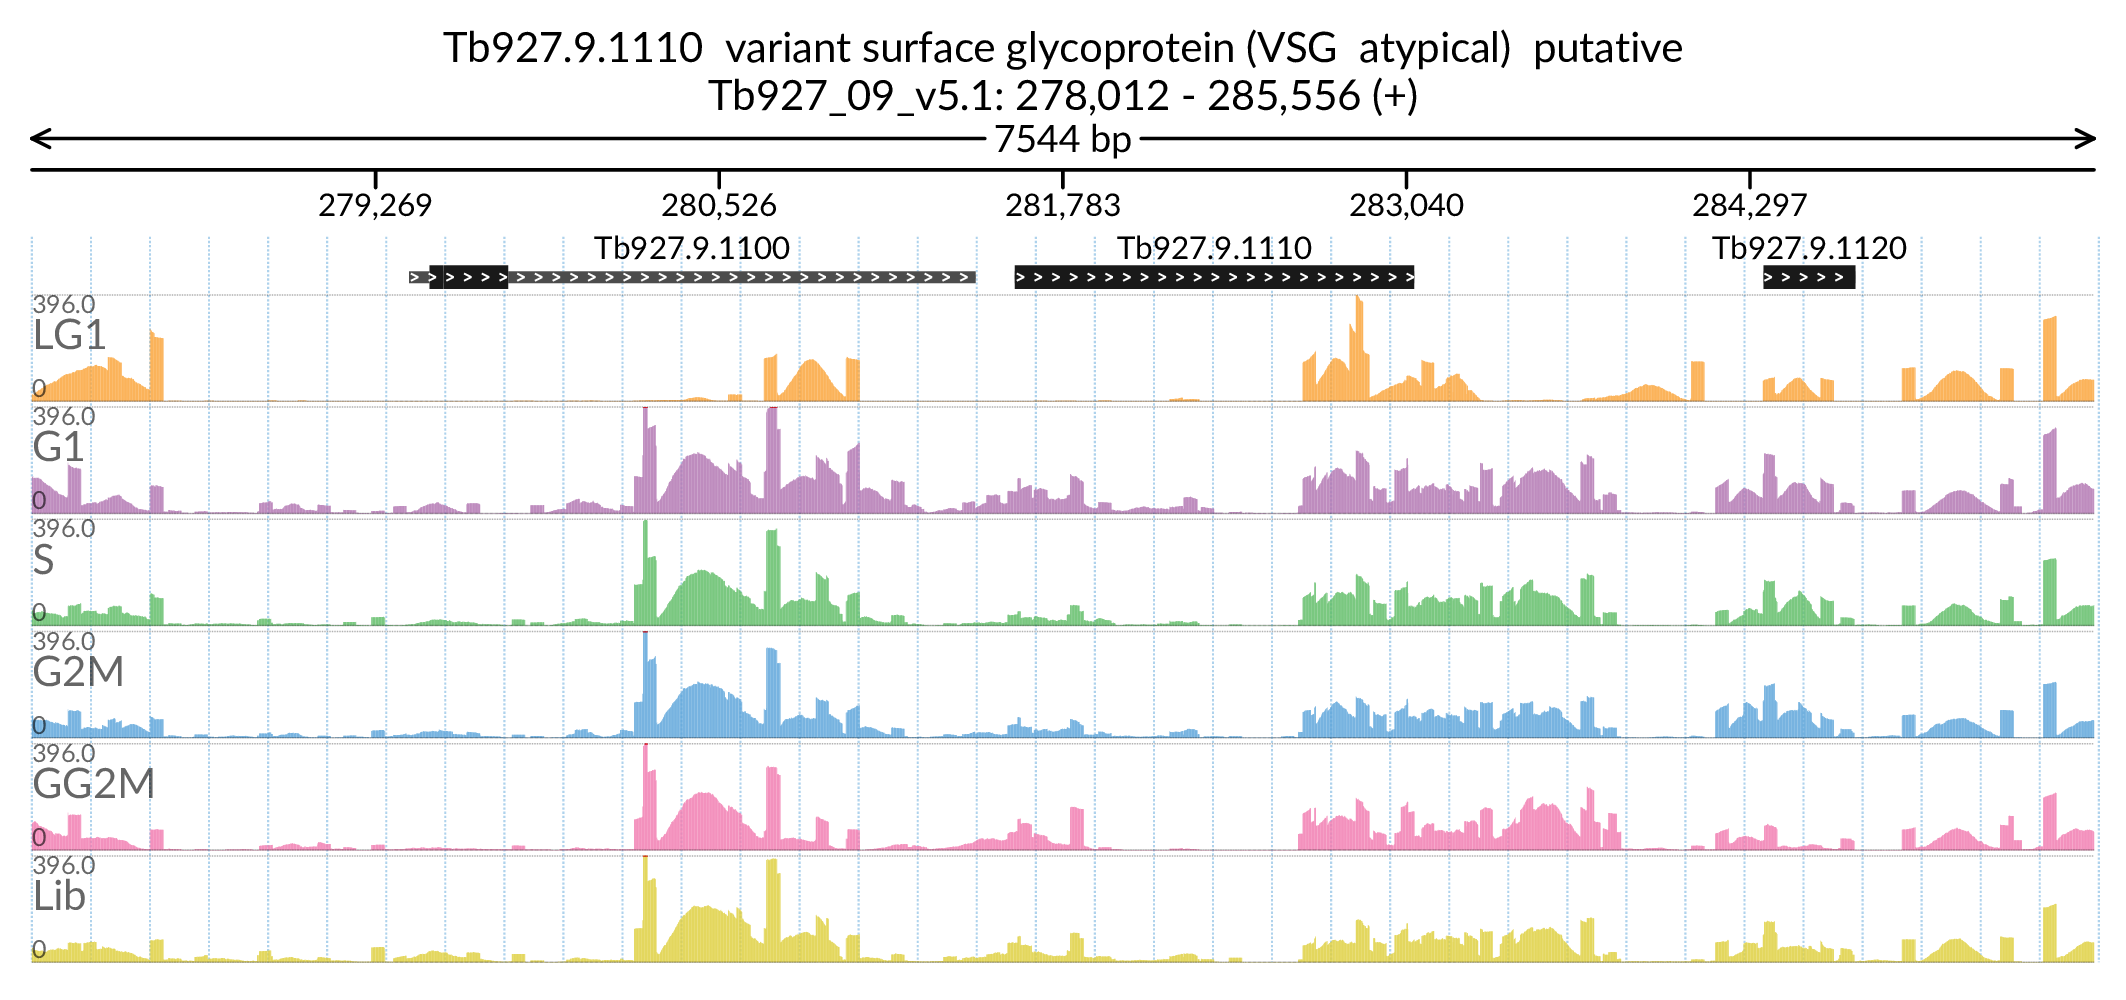 Tb927.9.1110 variant surface glycoprotein (VSG atypical) putative
Tb927_09_v5.1: 278,012 - 285,556 (+)
7544 bp
279,269 280,526 281,783 283,040 284,297
Tb927.9.1100 Tb927.9.1110 Tb927.9.1120
396.0
LG1
0
396.0
G1
0
396.0
S
0
396.0
G2M
0
396.0
GG2M
0
396.0
Lib
0